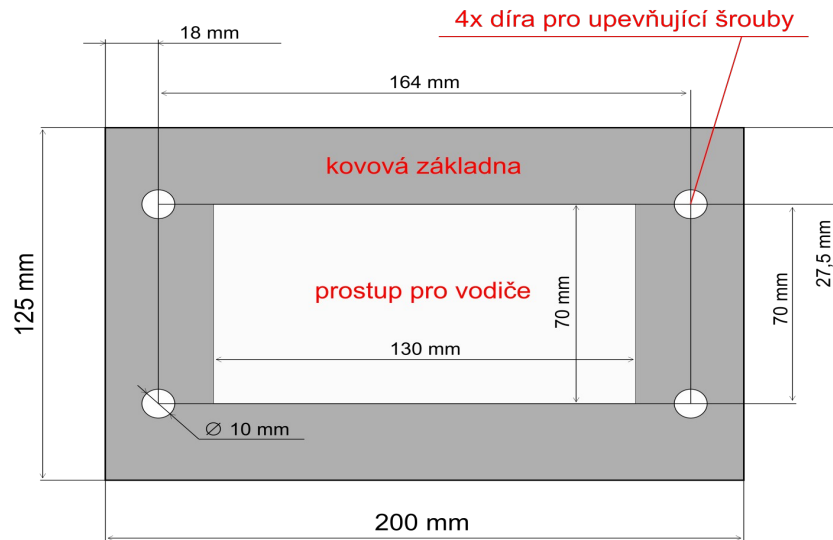 4x díra pro upevňující šrouby
18 mm
164 mm
kovová základna
27,5 mm
125 mm
prostup pro vodiče
70 mm
70 mm
130 mm
∅ 10 mm
200 mm